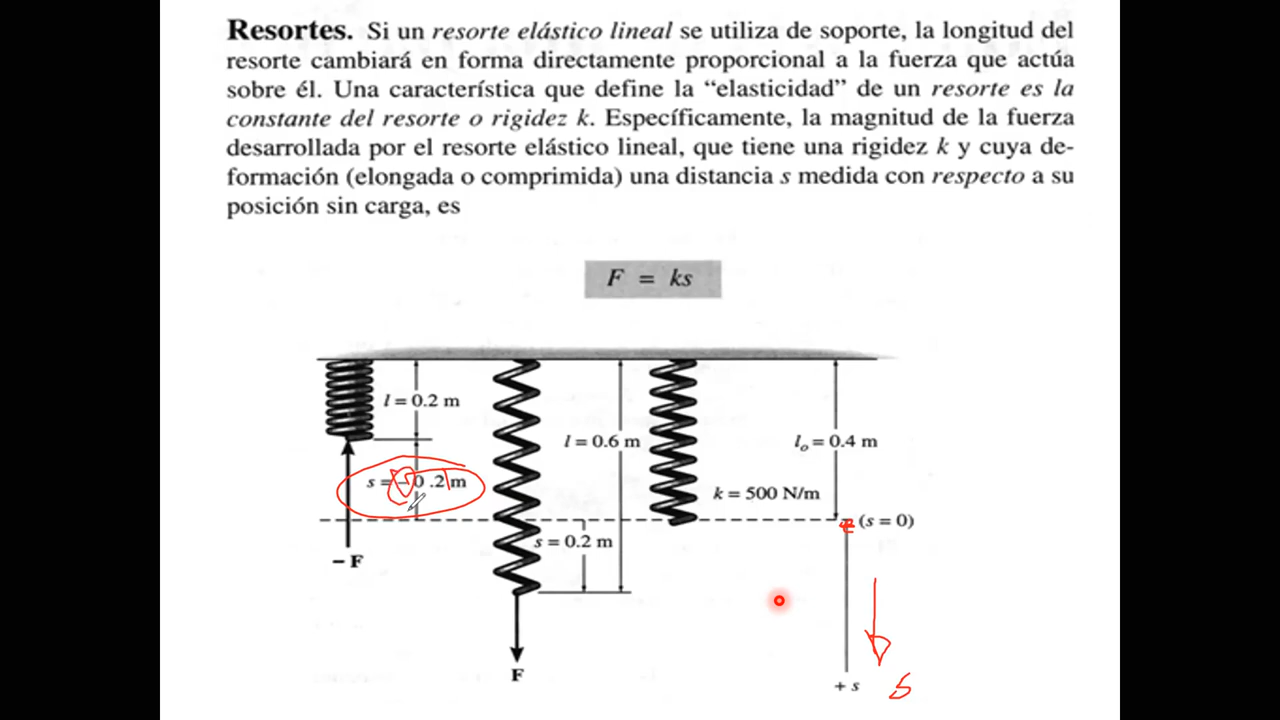 Resortes. Si un resorte elástico lineal se utiliza de soporte, la longitud del
resorte cambiará en forma directamente proporcional a la fuerza que actúa
sobre él. Una característica que define la “elasticidad” de un resorte es la
constante del resorte o rigidez k. Específicamente, la magnitud de la fuerza
desarrollada por el resorte elástico lineal, que tiene una rigidez k y cuya de-
formación (elongada o comprimida) una distancia s medida con respecto a su
posición sin carga, es
F = ks
l = 0.2 m
l = 0.6 m
l₀ = 0.4 m
s = -0.2 m
k = 500 N/m
(s = 0)
s = 0.2 m
– F
F
+ s
s